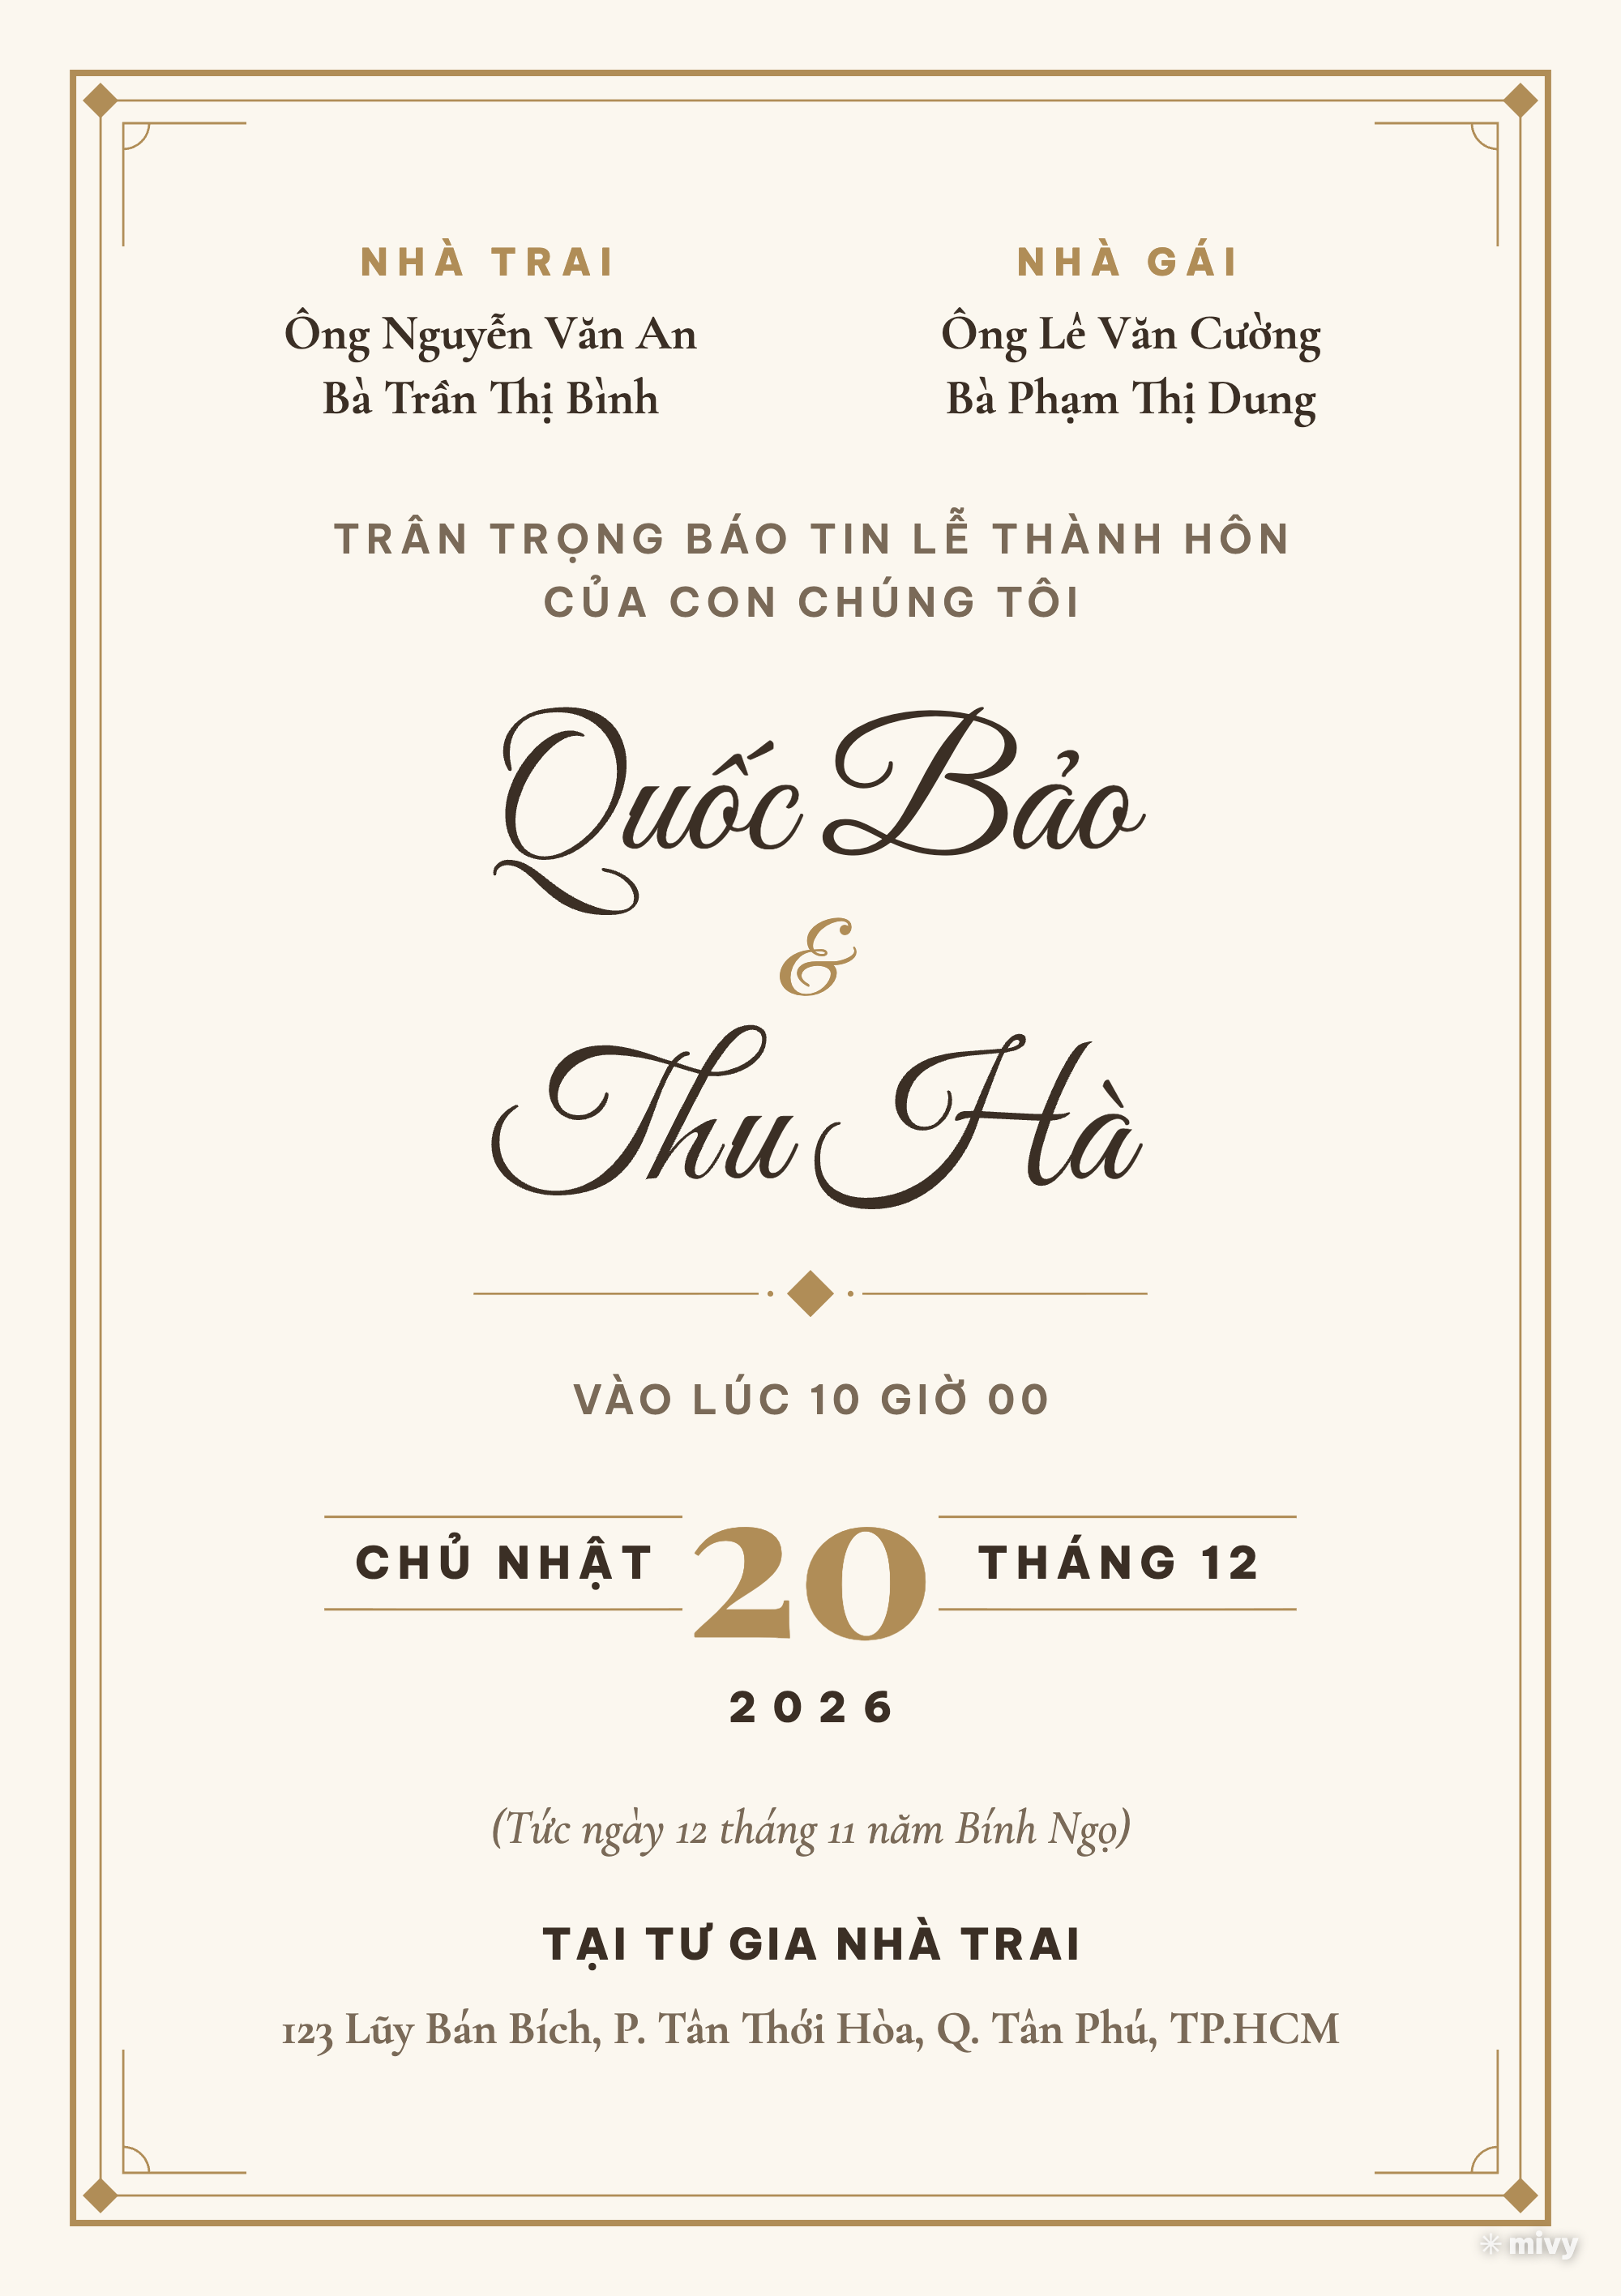 NHÀ TRAI
Ông Nguyễn Văn An
Bà Trần Thị Bình
NHÀ GÁI
Ông Lê Văn Cường
Bà Phạm Thị Dung
TRÂN TRỌNG BÁO TIN LỄ THÀNH HÔN
CỦA CON CHÚNG TÔI
Quốc Bảo
&
Thu Hà
VÀO LÚC 10 GIỜ 00
CHỦ NHẬT 20 THÁNG 12
2026
(Tức ngày 12 tháng 11 năm Bính Ngọ)
TẠI TƯ GIA NHÀ TRAI
123 Lũy Bán Bích, P. Tân Thới Hòa, Q. Tân Phú, TP.HCM
mivy